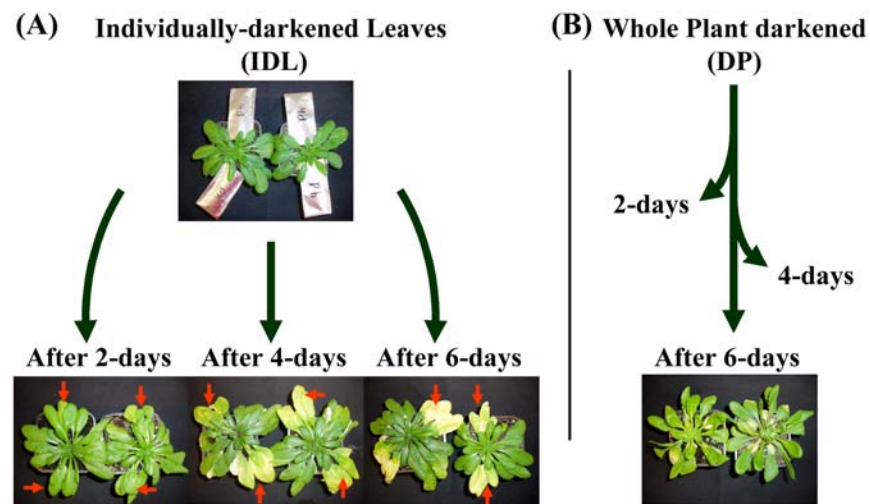 (A)
Individually-darkened Leaves
(IDL)
(B)
Whole Plant darkened
(DP)
2-days
4-days
After 2-days
After 4-days
After 6-days
After 6-days